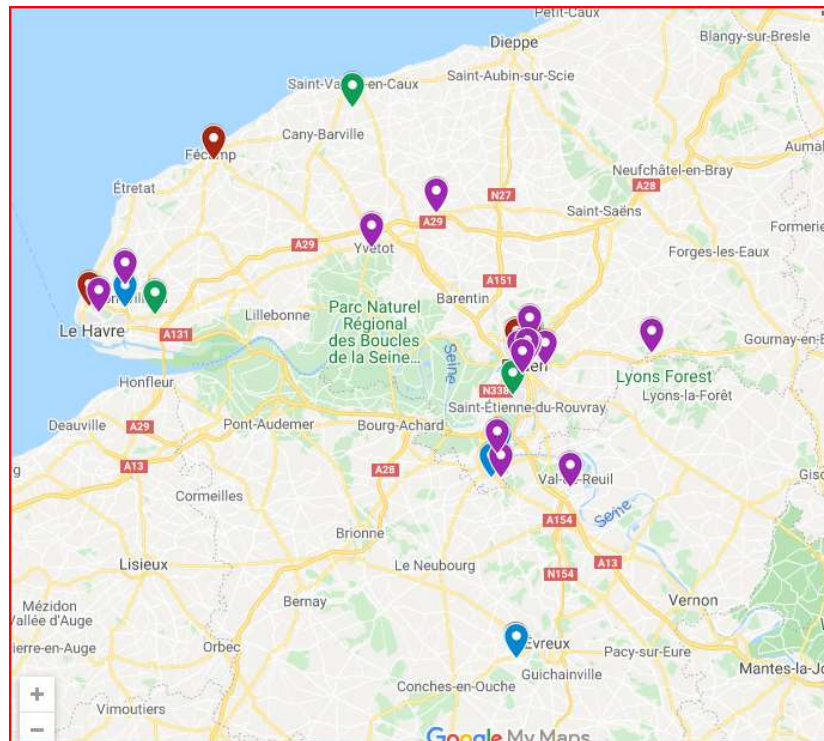 Petit-Caux
Dieppe
Blangy-sur-Bresle
Saint-Aubin-sur-Scie
Cany-Barville
Aumal
Fécamp
Neufchâtel-en-Bray
A28
Étretat
N27
Saint-Saëns
A29
Formerie
A29
Yvetot
Forges-les-Eaux
A151
Barentin
Parc Naturel
Régional
des Boucles
de la Seine...
Lillebonne
Le Havre
A131
Seine
Gournay-en-B
Honfleur
Lyons Forest
N338
Lyons-la-Forêt
Saint-Étienne-du-Rouvray
Deauville
A29
Pont-Audemer
Bourg-Achard
A13
A28
Cormeilles
Seine
A154
Brionne
Lisieux
Le Neubourg
N154
A13
Bernay
Vernon
Mézidon
Vallée d'Auge
Orbec
Evreux
Pacy-sur-Eure
Guichainville
Mantes-la-Jo
Conches-en-Ouche
Vimoutiers
+
−
Google My Maps